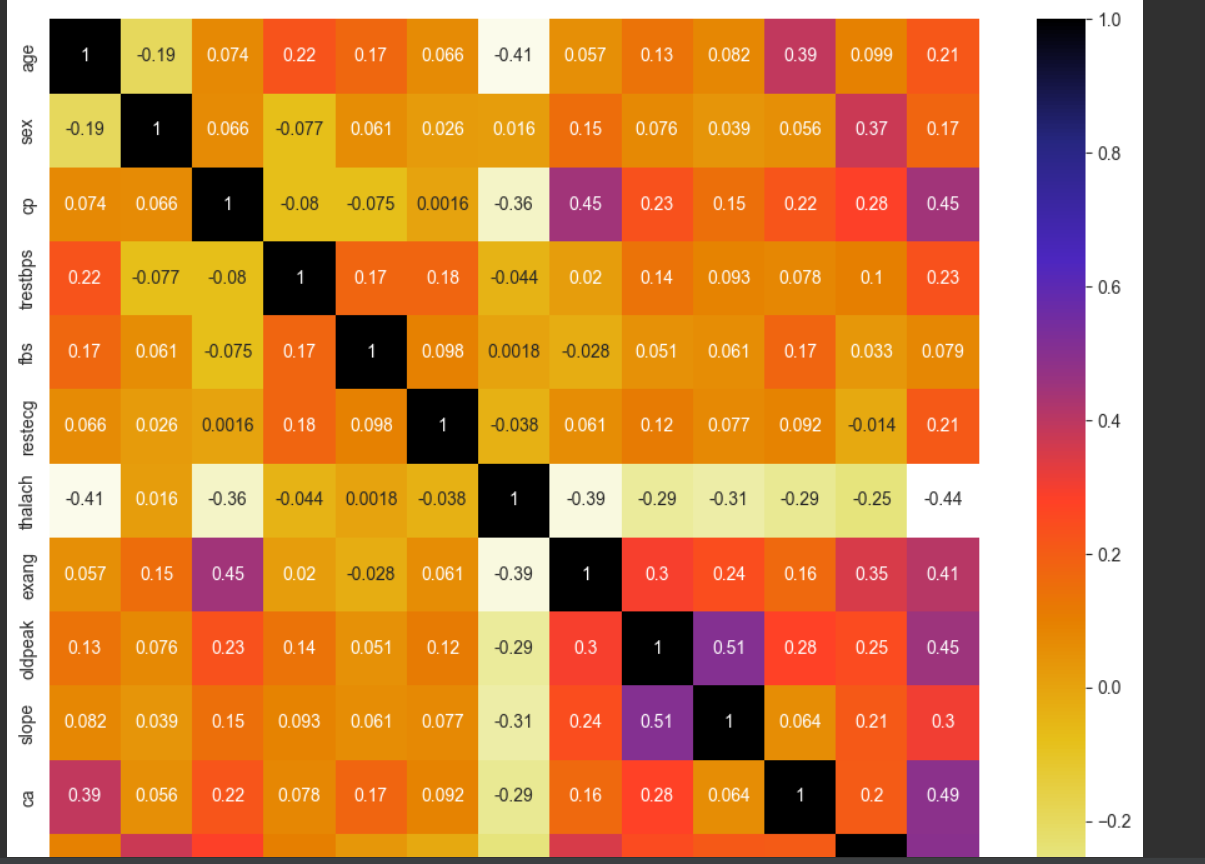 age 1 -0.19 0.074 0.22 0.17 0.066 -0.41 0.057 0.13 0.082 0.39 0.099 0.21
sex -0.19 1 0.066 -0.077 0.061 0.026 0.016 0.15 0.076 0.039 0.056 0.37 0.17
cp 0.074 0.066 1 -0.08 -0.075 0.0016 -0.36 0.45 0.23 0.15 0.22 0.28 0.45
trestbps 0.22 -0.077 -0.08 1 0.17 0.18 -0.044 0.02 0.14 0.093 0.078 0.1 0.23
fbs 0.17 0.061 -0.075 0.17 1 0.098 0.0018 -0.028 0.051 0.061 0.17 0.033 0.079
restecg 0.066 0.026 0.0016 0.18 0.098 1 -0.038 0.061 0.12 0.077 0.092 -0.014 0.21
thalach -0.41 0.016 -0.36 -0.044 0.0018 -0.038 1 -0.39 -0.29 -0.31 -0.29 -0.25 -0.44
exang 0.057 0.15 0.45 0.02 -0.028 0.061 -0.39 1 0.3 0.24 0.16 0.35 0.41
oldpeak 0.13 0.076 0.23 0.14 0.051 0.12 -0.29 0.3 1 0.51 0.28 0.25 0.45
slope 0.082 0.039 0.15 0.093 0.061 0.077 -0.31 0.24 0.51 1 0.064 0.21 0.3
ca 0.39 0.056 0.22 0.078 0.17 0.092 -0.29 0.16 0.28 0.064 1 0.2 0.49
1.0
0.8
0.6
0.4
0.2
0.0
−0.2